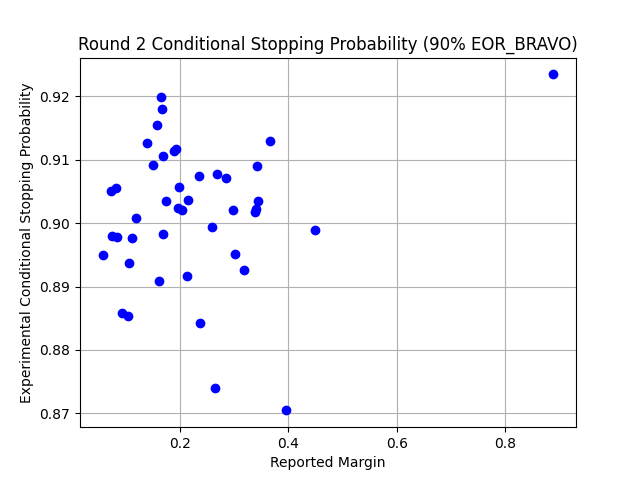 Round 2 Conditional Stopping Probability (90% EOR_BRAVO)
Experimental Conditional Stopping Probability
0.92
0.91
0.90
0.89
0.88
0.87
0.2 0.4 0.6 0.8
Reported Margin